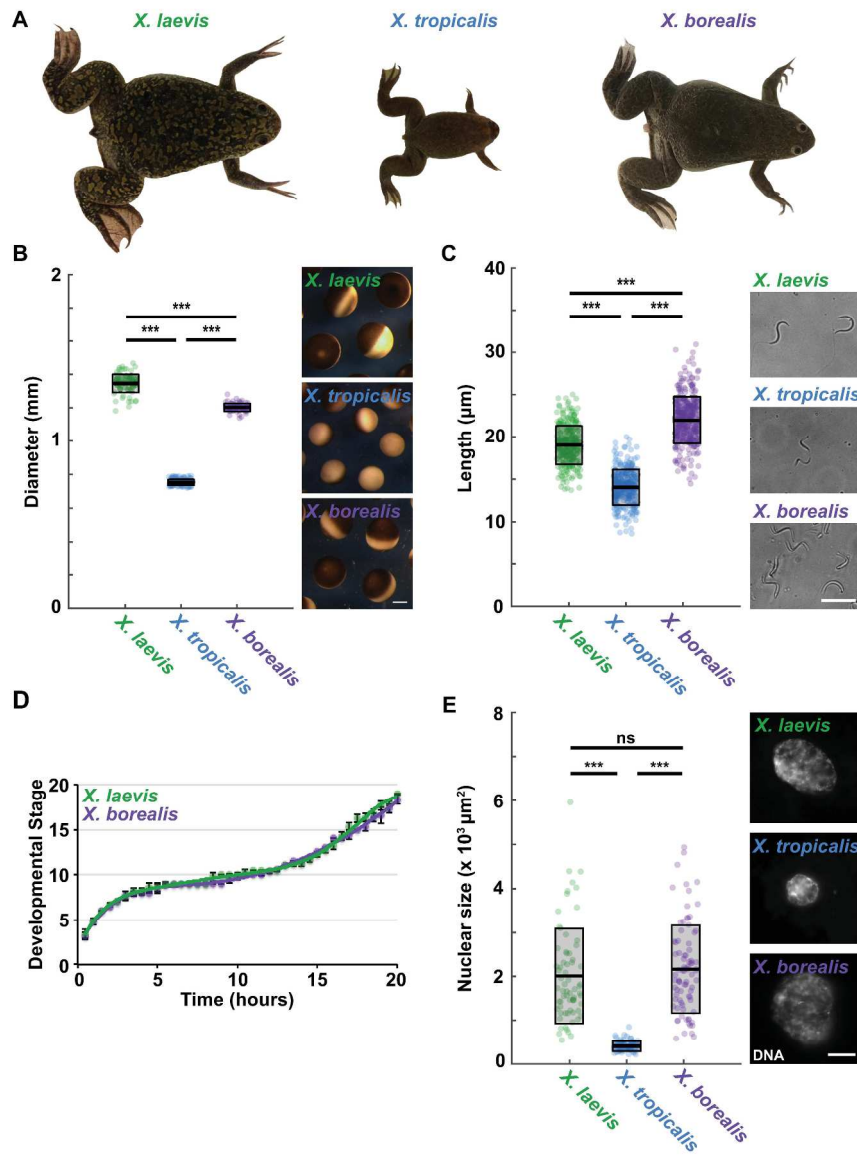 A
X. laevis
X. tropicalis
X. borealis
B
2
1
0
Diameter (mm)
***
***
***
X. laevis
X. tropicalis
X. borealis
X. laevis
X. tropicalis
X. borealis
C
40
30
20
10
0
Length (µm)
***
***
***
X. laevis
X. tropicalis
X. borealis
X. laevis
X. tropicalis
X. borealis
D
20
15
10
5
0
Developmental Stage
X. laevis
X. borealis
0
5
10
15
20
Time (hours)
E
8
6
4
2
0
Nuclear size (x 10³ µm²)
ns
***
***
X. laevis
X. tropicalis
X. borealis
X. laevis
X. tropicalis
X. borealis
DNA